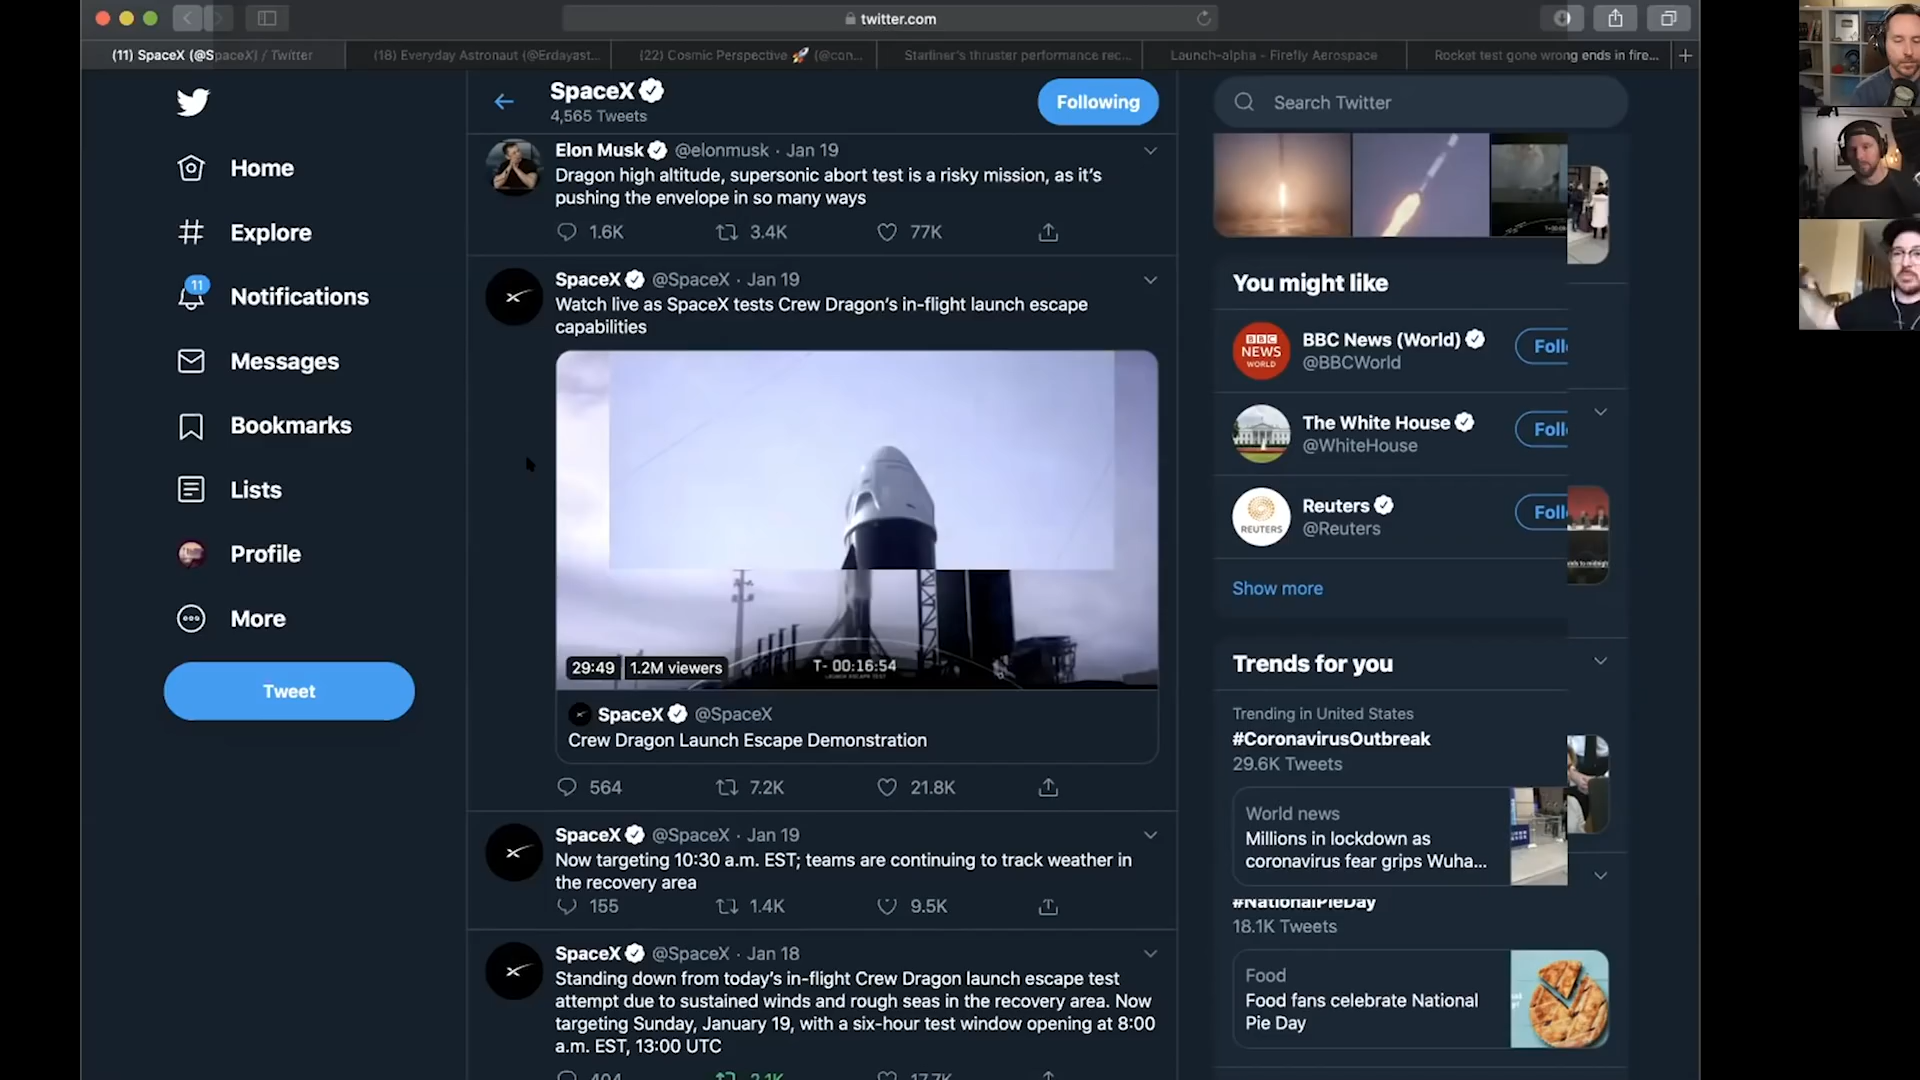 twitter.com
(11) SpaceX (@SpaceX) / Twitter
(18) Everyday Astronaut (@Erdayast...
(22) Cosmic Perspective 🚀 (@con...
Starliner's thruster performance rec...
Launch-alpha – Firefly Aerospace
Rocket test gone wrong ends in fire...
Home
Explore
11
Notifications
Messages
Bookmarks
Lists
Profile
More
Tweet
SpaceX
4,565 Tweets
Following
Elon Musk @elonmusk · Jan 19
Dragon high altitude, supersonic abort test is a risky mission, as it's
pushing the envelope in so many ways
1.6K 3.4K 77K
SpaceX @SpaceX · Jan 19
Watch live as SpaceX tests Crew Dragon's in-flight launch escape
capabilities
29:49 1.2M viewers
T- 00:16:54
LAUNCH ESCAPE TEST
SpaceX @SpaceX
Crew Dragon Launch Escape Demonstration
564 7.2K 21.8K
SpaceX @SpaceX · Jan 19
Now targeting 10:30 a.m. EST; teams are continuing to track weather in
the recovery area
155 1.4K 9.5K
SpaceX @SpaceX · Jan 18
Standing down from today's in-flight Crew Dragon launch escape test
attempt due to sustained winds and rough seas in the recovery area. Now
targeting Sunday, January 19, with a six-hour test window opening at 8:00
a.m. EST, 13:00 UTC
404 2.1K 17.7K
Search Twitter
You might like
BBC NEWS WORLD
BBC News (World)
@BBCWorld
Foll
The White House
@WhiteHouse
Foll
REUTERS
Reuters
@Reuters
Foll
Show more
Trends for you
Trending in United States
#CoronavirusOutbreak
29.6K Tweets
World news
Millions in lockdown as
coronavirus fear grips Wuha...
#NationalPieDay
18.1K Tweets
Food
Food fans celebrate National
Pie Day